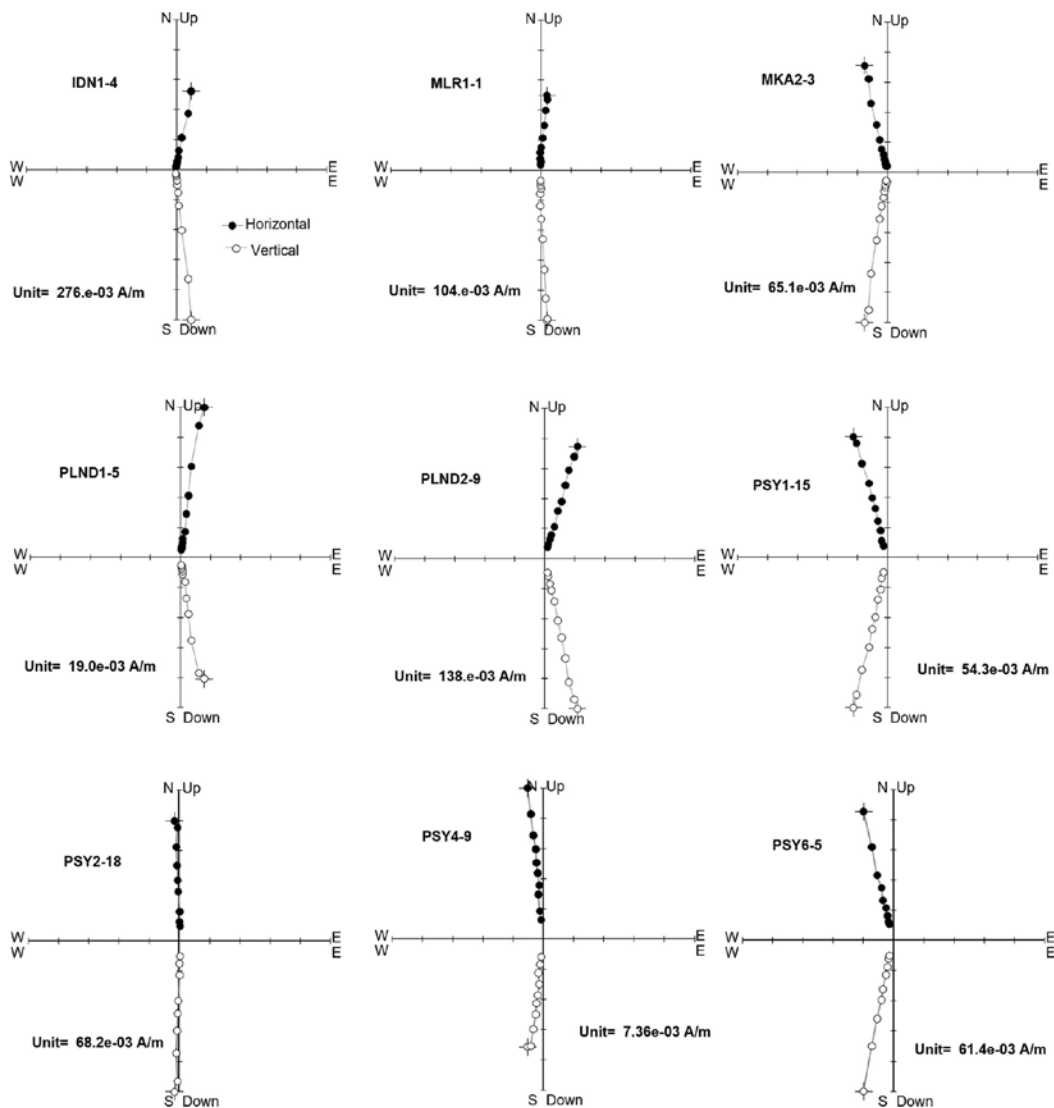 N Up
IDN1-4
W E
W E
Horizontal
Vertical
Unit= 276.e-03 A/m
S Down
N Up
MLR1-1
W E
W E
Unit= 104.e-03 A/m
S Down
N Up
MKA2-3
W E
W E
Unit= 65.1e-03 A/m
S Down
N Up
PLND1-5
W E
W E
Unit= 19.0e-03 A/m
S Down
N Up
PLND2-9
W E
W E
Unit= 138.e-03 A/m
S Down
N Up
PSY1-15
W E
W E
Unit= 54.3e-03 A/m
S Down
N Up
PSY2-18
W E
W E
Unit= 68.2e-03 A/m
S Down
N Up
PSY4-9
W E
W E
Unit= 7.36e-03 A/m
S Down
N Up
PSY6-5
W E
W E
Unit= 61.4e-03 A/m
S Down